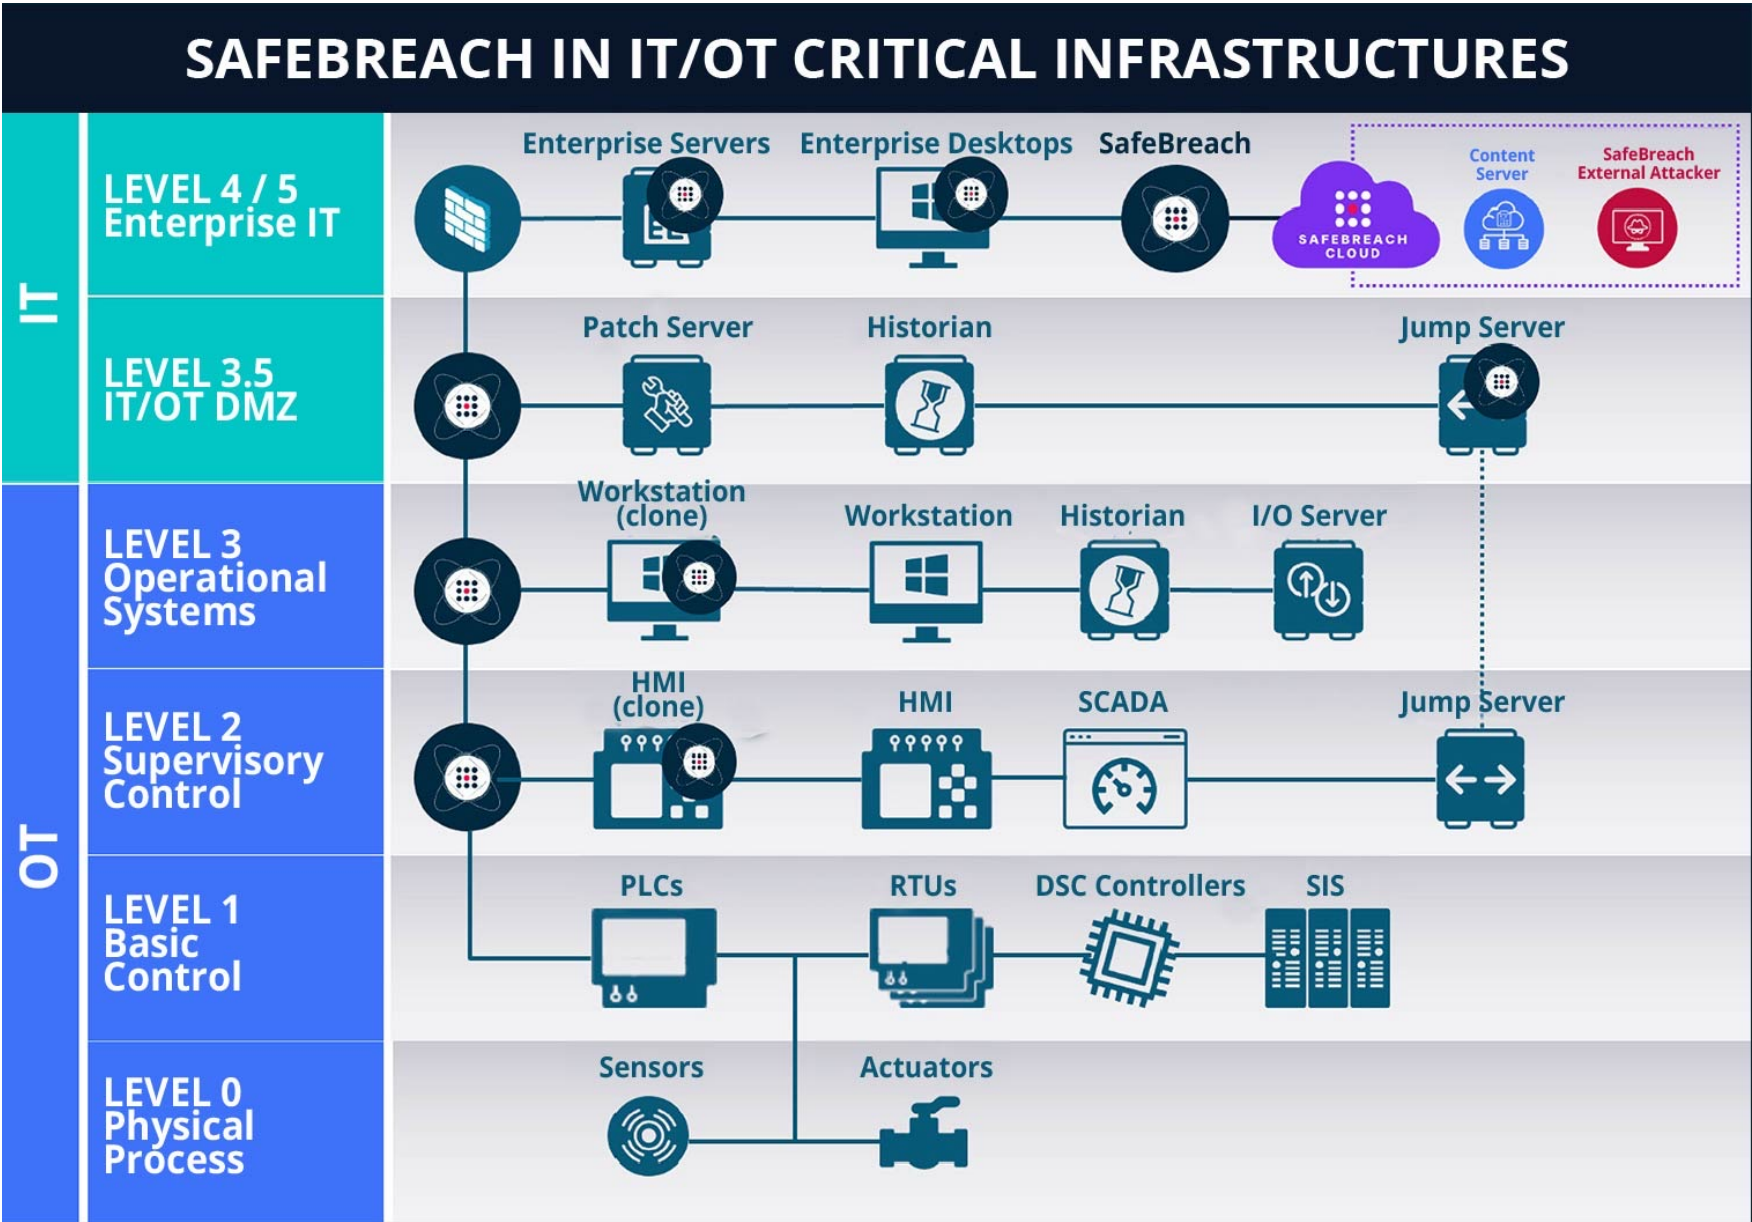 SAFEBREACH IN IT/OT CRITICAL INFRASTRUCTURES
IT
LEVEL 4 / 5
Enterprise IT
Enterprise Servers
Enterprise Desktops
SafeBreach
SAFEBREACH
CLOUD
Content
Server
SafeBreach
External Attacker
LEVEL 3.5
IT/OT DMZ
Patch Server
Historian
Jump Server
OT
LEVEL 3
Operational
Systems
Workstation
(clone)
Workstation
Historian
I/O Server
LEVEL 2
Supervisory
Control
HMI
(clone)
HMI
SCADA
Jump Server
LEVEL 1
Basic
Control
PLCs
RTUs
DSC Controllers
SIS
LEVEL 0
Physical
Process
Sensors
Actuators